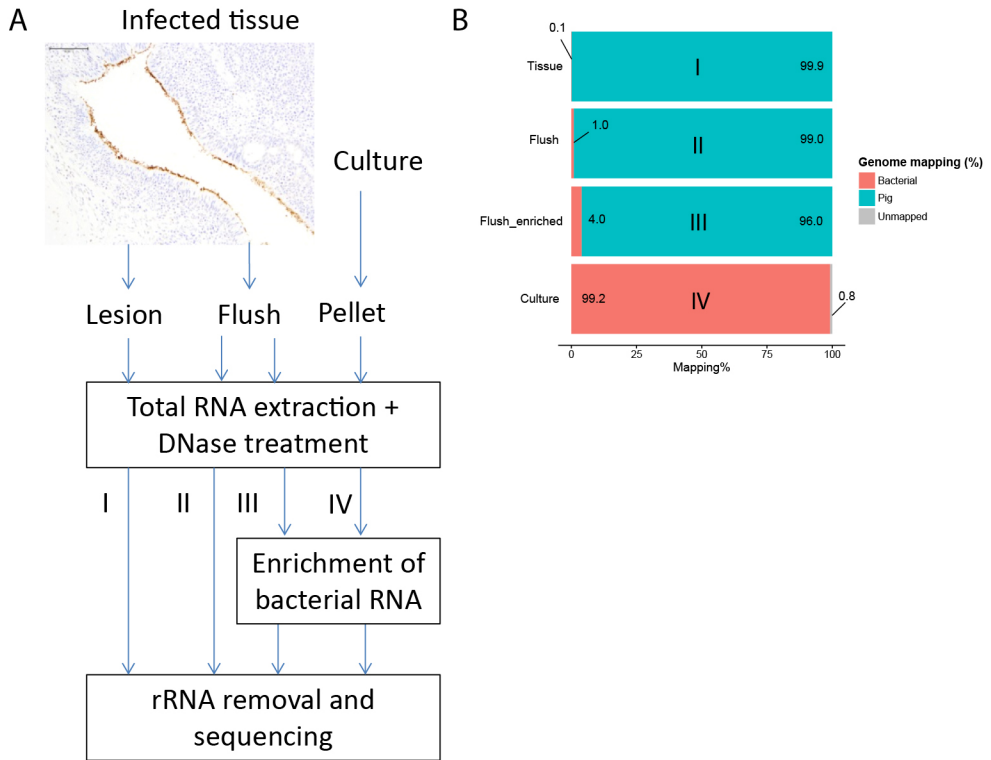 A
Infected tissue
Culture
Lesion
Flush
Pellet
Total RNA extraction +
DNase treatment
I
II
III
IV
Enrichment of
bacterial RNA
rRNA removal and
sequencing
B
0.1
Tissue
I
99.9
Flush
1.0
II
99.0
Flush_enriched
4.0
III
96.0
Culture
99.2
IV
0.8
0
25
50
75
100
Mapping%
Genome mapping (%)
Bacterial
Pig
Unmapped